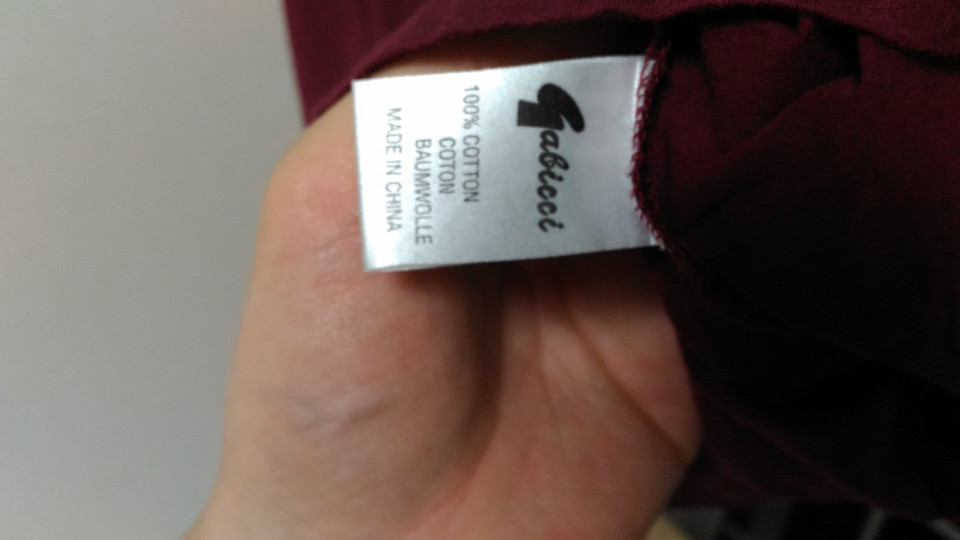 Gabicci
100% COTTON
COTON
BAUMWOLLE
MADE IN CHINA